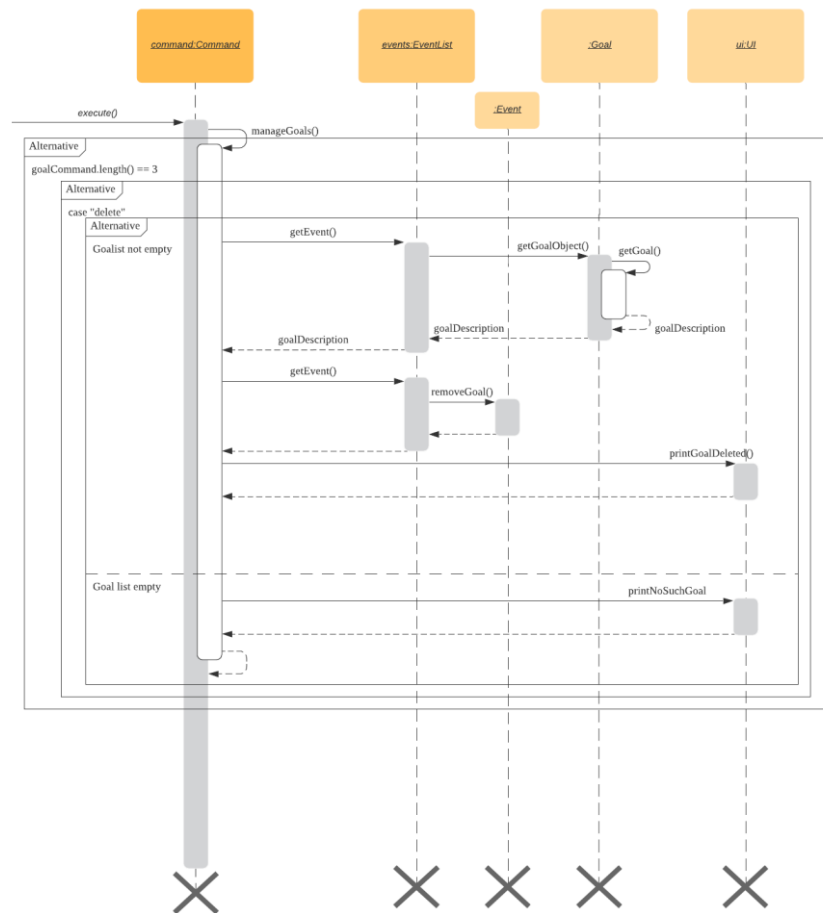 command:Command
events:EventList
:Goal
ui:UI
:Event
execute()
manageGoals()
Alternative
goalCommand.length() == 3
Alternative
case "delete"
Alternative
Goalist not empty
getEvent()
getGoalObject()
getGoal()
goalDescription
goalDescription
goalDescription
getEvent()
removeGoal()
printGoalDeleted()
Goal list empty
printNoSuchGoal